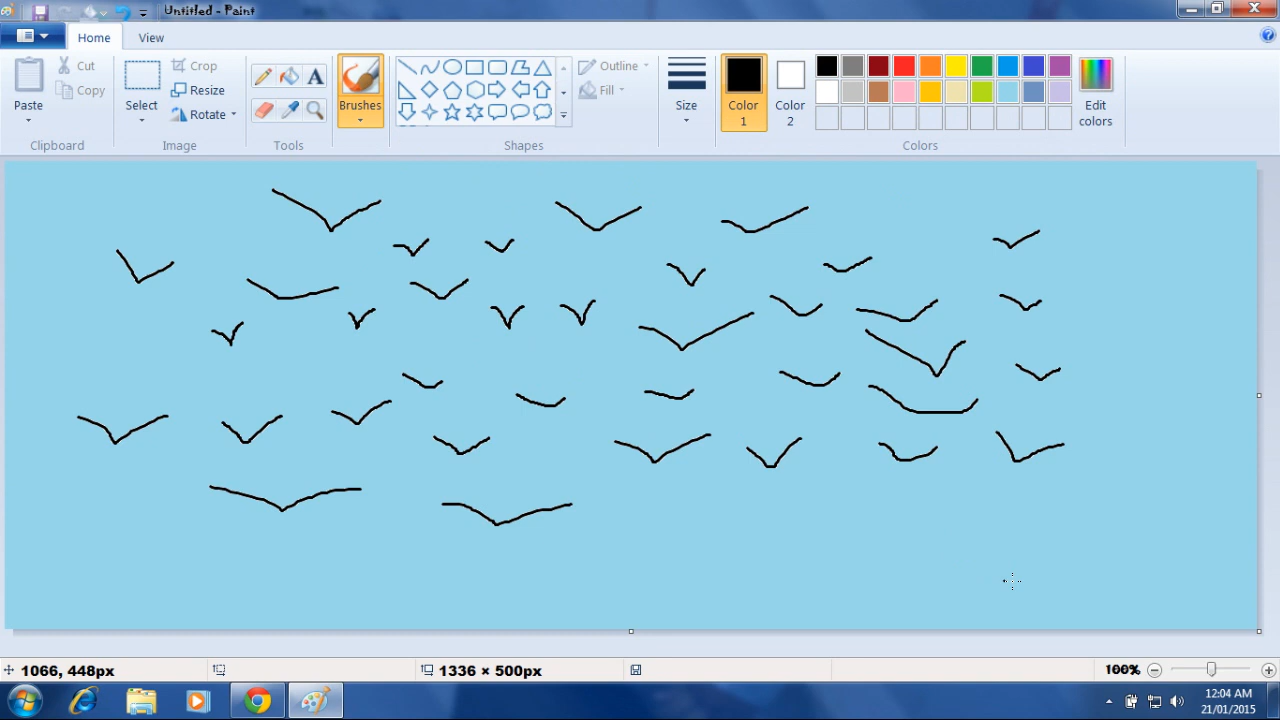 Untitled - Paint
Home View
Cut
Copy
Paste
Clipboard
Select
Crop
Resize
Rotate
Image
A
Tools
Brushes
Outline
Fill
Shapes
Size
Color
1
Color
2
Edit
colors
Colors
1066, 448px
1336 × 500px
100%
12:04 AM
21/01/2015